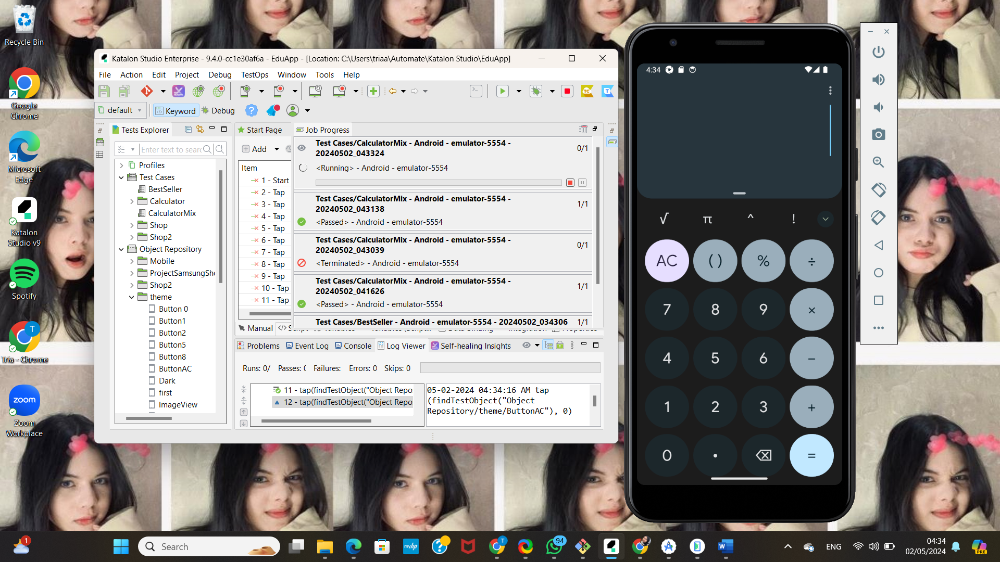 Recycle Bin
Google
Chrome
Microsoft
Edge
Katalon
Studio v9
Spotify
Tria - Chrome
zoom
Zoom
Workplace
Katalon Studio Enterprise - 9.4.0-cc1e30af6a - EduApp - [Location: C:\Users\triaa\Automate\Katalon Studio\EduApp]
File Action Edit Project Debug TestOps Window Tools Help
default Keyword Debug
Tests Explorer
Enter text to searc
Profiles
Test Cases
BestSeller
Calculator
CalculatorMix
Shop
Shop2
Object Repository
Mobile
ProjectSamsungSho
Shop2
theme
Button 0
Button1
Button2
Button5
Button8
ButtonAC
Dark
first
ImageView
Start Page
Add
Item
1 - Start
2 - Tap
3 - Tap
4 - Tap
5 - Tap
6 - Tap
7 - Tap
8 - Tap
9 - Tap
10 - Tap
11 - Tap
Manual </> Script
Job Progress
Test Cases/CalculatorMix - Android - emulator-5554 -
20240502_043324
0/1
<Running> - Android - emulator-5554
Test Cases/CalculatorMix - Android - emulator-5554 -
20240502_043138
1/1
<Passed> - Android - emulator-5554
Test Cases/CalculatorMix - Android - emulator-5554 -
20240502_043039
0/1
<Terminated> - Android - emulator-5554
Test Cases/CalculatorMix - Android - emulator-5554 -
20240502_041626
1/1
<Passed> - Android - emulator-5554
Test Cases/BestSeller - Android - emulator-5554 - 20240502_034306 1/1
Problems Event Log Console Log Viewer Self-healing Insights
Runs: 0/ Passes: ( Failures: Errors: 0 Skips: 0
11 - tap(findTestObject("Object Repo
12 - tap(findTestObject("Object Repo
05-02-2024 04:34:16 AM tap
(findTestObject("Object
Repository/theme/ButtonAC"), 0)
4:34
√ π ^ !
AC ( ) % ÷
7 8 9 ×
4 5 6 −
1 2 3 +
0 . =
1
Search
myhp
T
94
ENG
04:34
02/05/2024
PRE